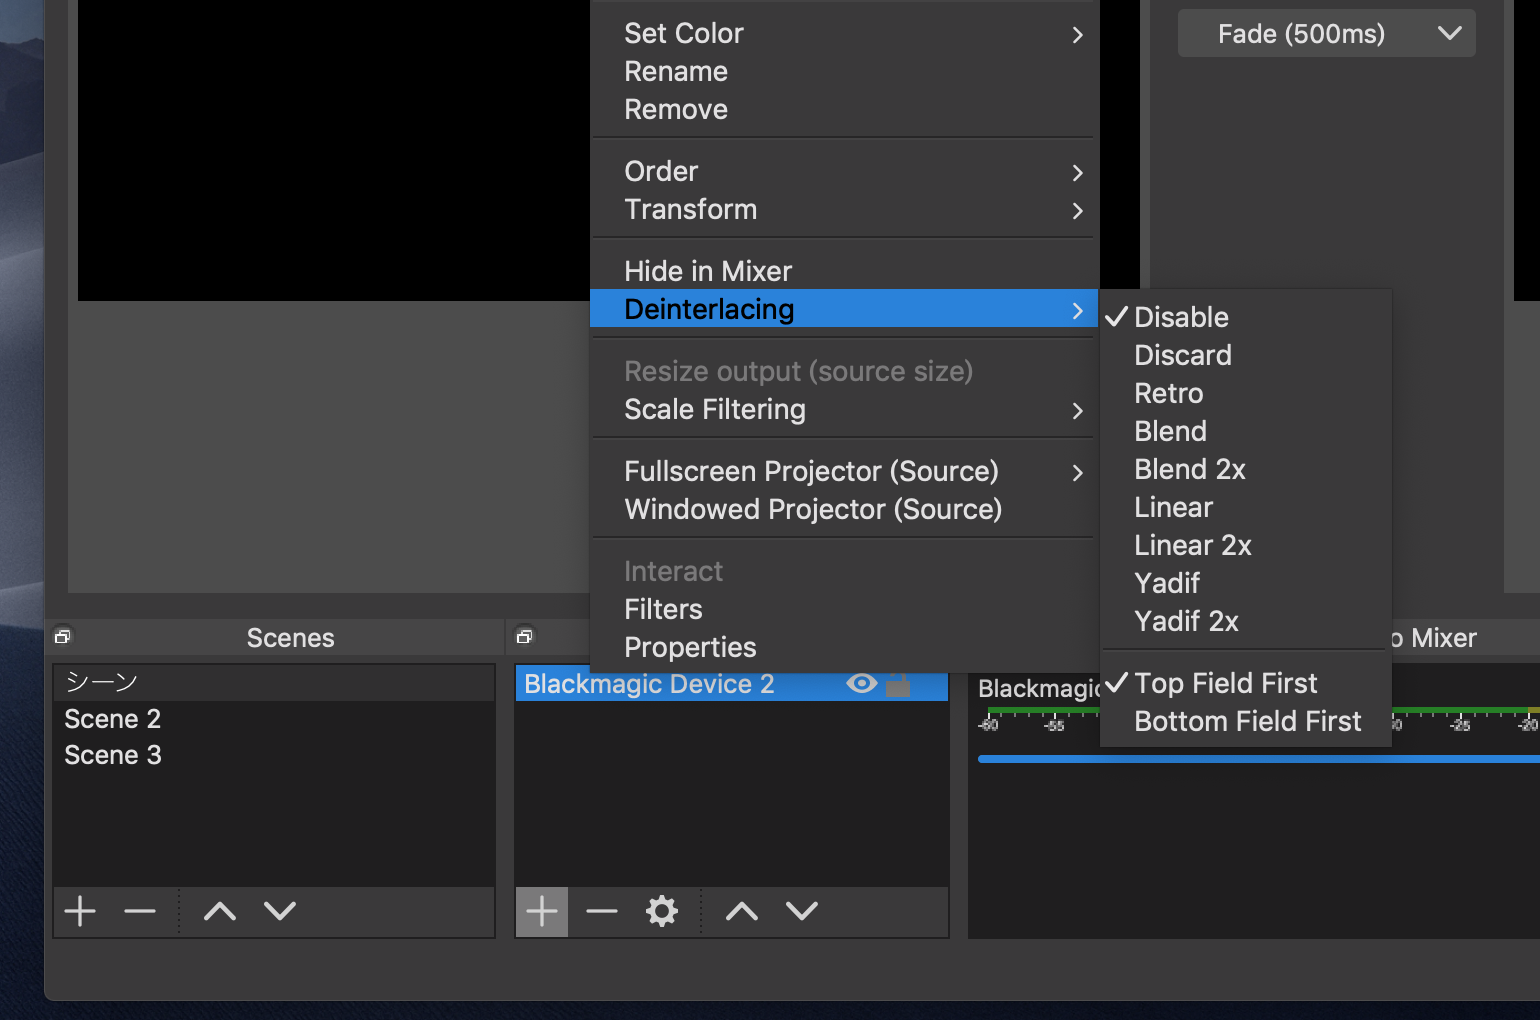 Set Color
Rename
Remove
Order
Transform
Hide in Mixer
Deinterlacing
Resize output (source size)
Scale Filtering
Fullscreen Projector (Source)
Windowed Projector (Source)
Interact
Filters
Properties
Fade (500ms)
Disable
Discard
Retro
Blend
Blend 2x
Linear
Linear 2x
Yadif
Yadif 2x
Top Field First
Bottom Field First
Scenes
シーン
Scene 2
Scene 3
Blackmagic Device 2
Mixer
Blackmagic
-60 -55 -25 -20